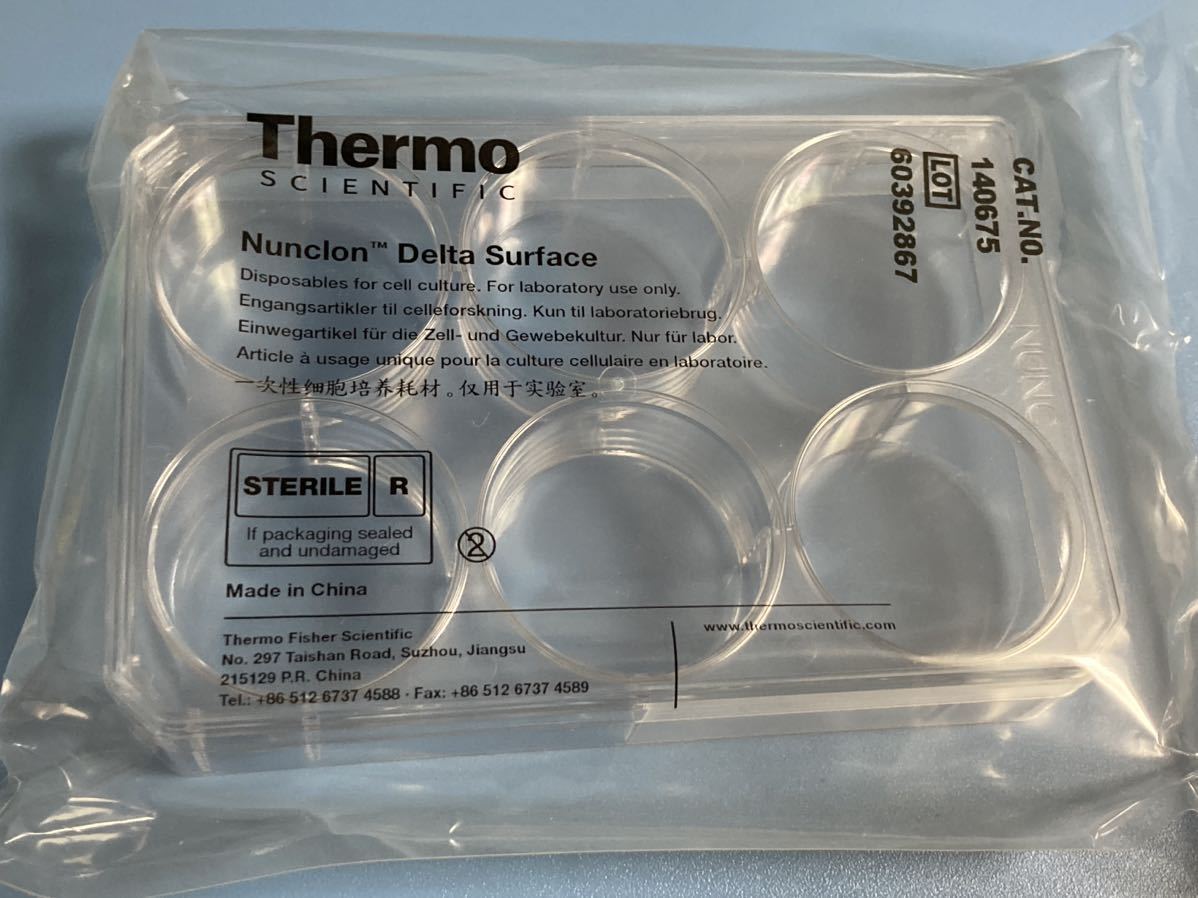 Thermo
SCIENTIFIC
Nunclon™ Delta Surface
Disposables for cell culture. For laboratory use only.
Engangsartikler til celleforskning. Kun til laboratoriebrug.
Einwegartikel für die Zell- und Gewebekultur. Nur für labor.
Article à usage unique pour la culture cellulaire en laboratoire.
一次性细胞培养耗材。仅用于实验室。
STERILE R
If packaging sealed
and undamaged
2
Made in China
Thermo Fisher Scientific
No. 297 Taishan Road, Suzhou, Jiangsu
215129 P.R. China
Tel.: +86 512 6737 4588 · Fax: +86 512 6737 4589
www.thermoscientific.com
CAT.NO.
140675
LOT
60392867
NUNC